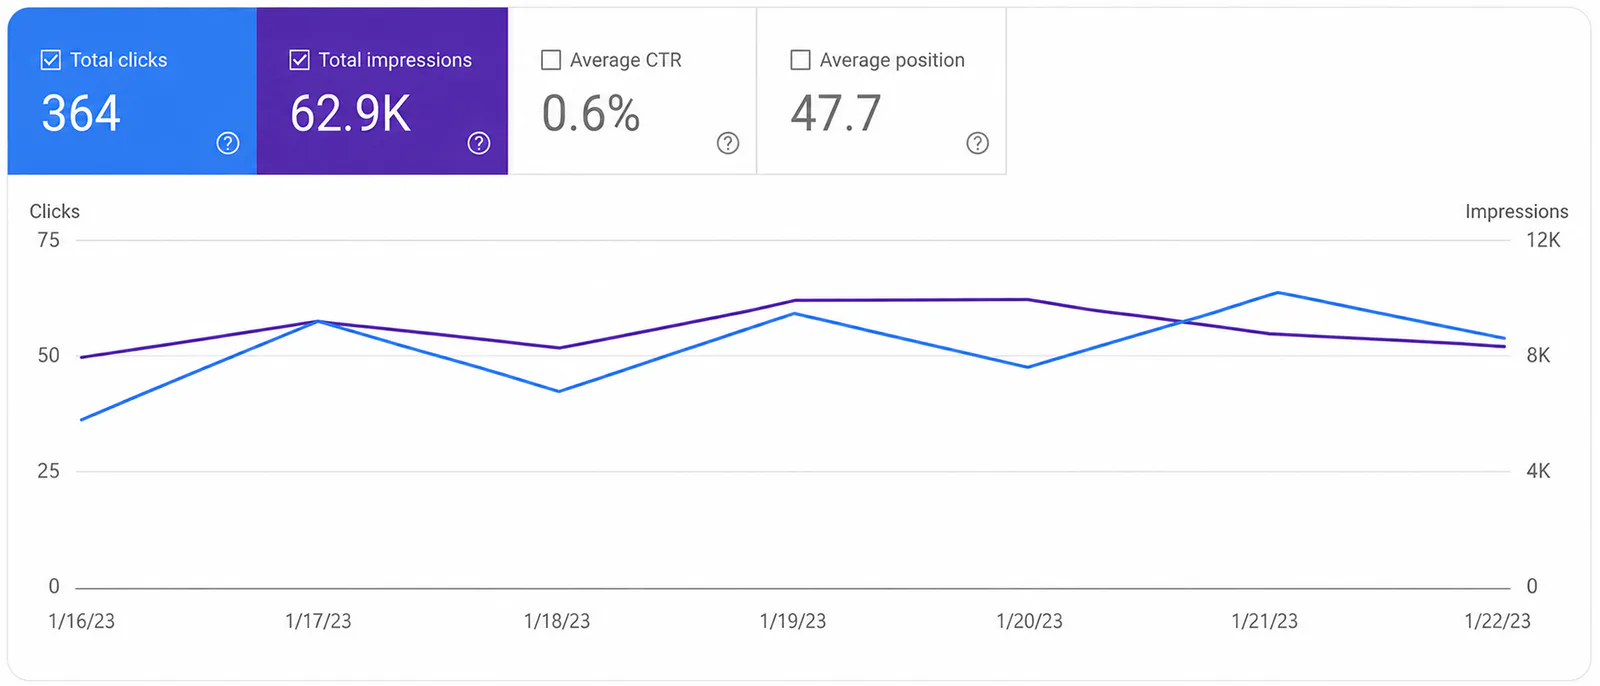 Total clicks
364
Total impressions
62.9K
Average CTR
0.6%
Average position
47.7
Clicks
Impressions
75
12K
50
8K
25
4K
0
0
1/16/23 1/17/23 1/18/23 1/19/23 1/20/23 1/21/23 1/22/23